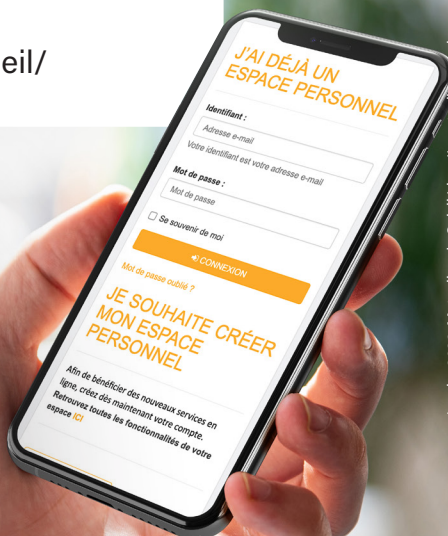 eil/
J'AI DÉJÀ UN
ESPACE PERSONNEL
Identifiant :
Adresse e-mail
Votre identifiant est votre adresse e-mail
Mot de passe :
Mot de passe
Se souvenir de moi
CONNEXION
Mot de passe oublié ?
JE SOUHAITE CRÉER
MON ESPACE
PERSONNEL
Afin de bénéficier des nouveaux services en
ligne, créez dès maintenant votre compte.
Retrouvez toutes les fonctionnalités de votre
espace ICI